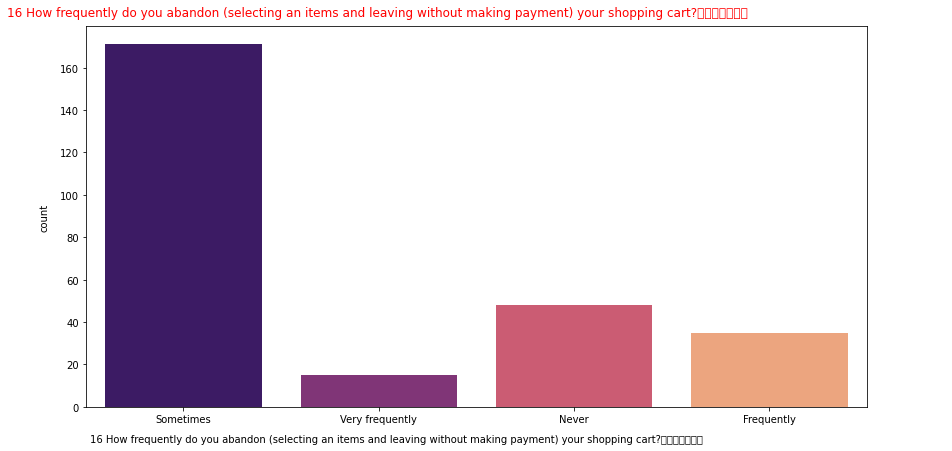 16 How frequently do you abandon (selecting an items and leaving without making payment) your shopping cart?▯▯▯▯▯▯▯
160
140
120
100
80
60
40
20
0
count
Sometimes Very frequently Never Frequently
16 How frequently do you abandon (selecting an items and leaving without making payment) your shopping cart?▯▯▯▯▯▯▯